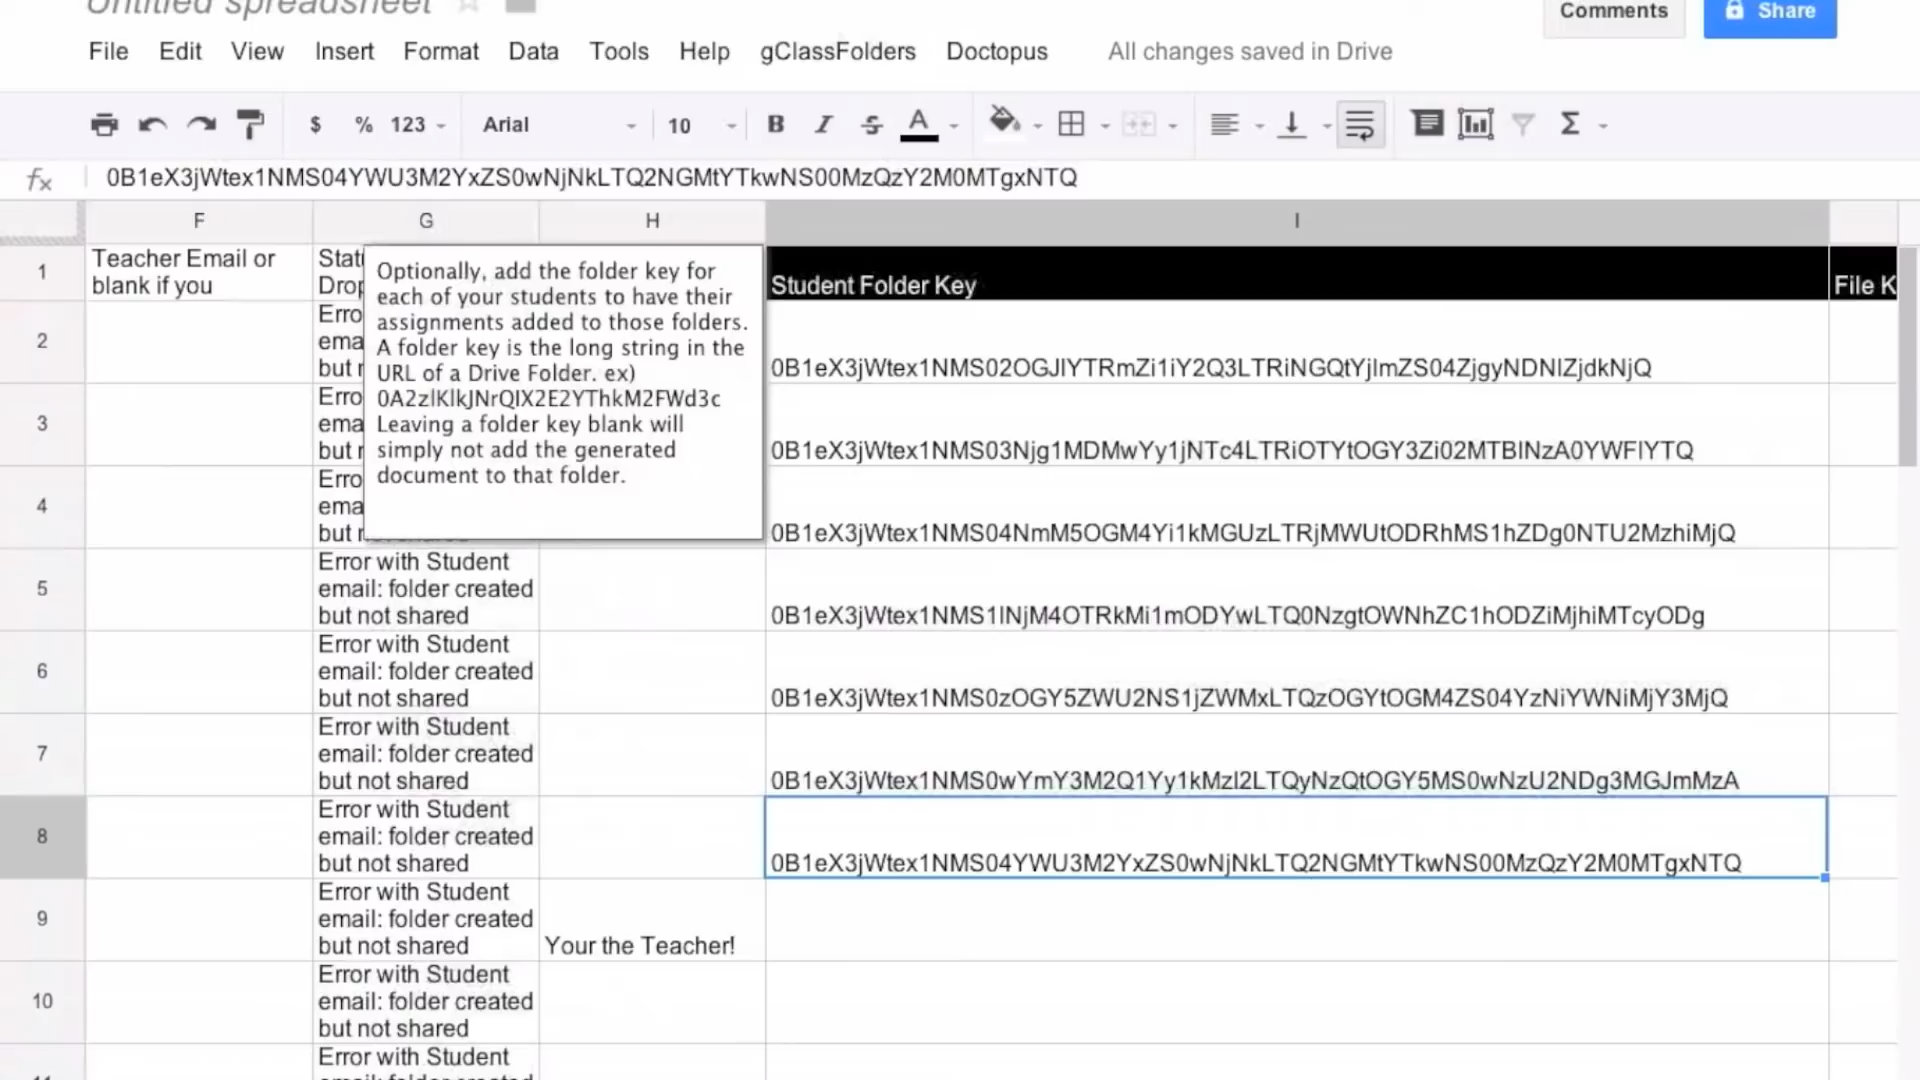 Untitled spreadsheet
Comments
Share
File Edit View Insert Format Data Tools Help gClassFolders Doctopus All changes saved in Drive
$ % 123 Arial 10 B I S A Σ
fx 0B1eX3jWtex1NMS04YWU3M2YxZS0wNjNkLTQ2NGMtYTkwNS00MzQzY2M0MTgxNTQ
F G H I
1
Teacher Email or
blank if you
Stat
Drop
Optionally, add the folder key for
each of your students to have their
assignments added to those folders.
A folder key is the long string in the
URL of a Drive Folder. ex)
0A2zlKlkJNrQIX2E2YThkM2FWd3c
Leaving a folder key blank will
simply not add the generated
document to that folder.
Student Folder Key
File K
2
Erro
ema
but r
0B1eX3jWtex1NMS02OGJlYTRmZi1iY2Q3LTRiNGQtYjlmZS04ZjgyNDNlZjdkNjQ
3
Erro
ema
but r
0B1eX3jWtex1NMS03Njg1MDMwYy1jNTc4LTRiOTYtOGY3Zi02MTBlNzA0YWFlYTQ
4
Erro
ema
but not shared
0B1eX3jWtex1NMS04NmM5OGM4Yi1kMGUzLTRjMWUtODRhMS1hZDg0NTU2MzhiMjQ
5
Error with Student
email: folder created
but not shared
0B1eX3jWtex1NMS1lNjM4OTRkMi1mODYwLTQ0NzgtOWNhZC1hODZiMjhiMTcyODg
6
Error with Student
email: folder created
but not shared
0B1eX3jWtex1NMS0zOGY5ZWU2NS1jZWMxLTQzOGYtOGM4ZS04YzNiYWNiMjY3MjQ
7
Error with Student
email: folder created
but not shared
0B1eX3jWtex1NMS0wYmY3M2Q1Yy1kMzl2LTQyNzQtOGY5MS0wNzU2NDg3MGJmMzA
8
Error with Student
email: folder created
but not shared
0B1eX3jWtex1NMS04YWU3M2YxZS0wNjNkLTQ2NGMtYTkwNS00MzQzY2M0MTgxNTQ
9
Error with Student
email: folder created
but not shared
Your the Teacher!
10
Error with Student
email: folder created
but not shared
Error with Student